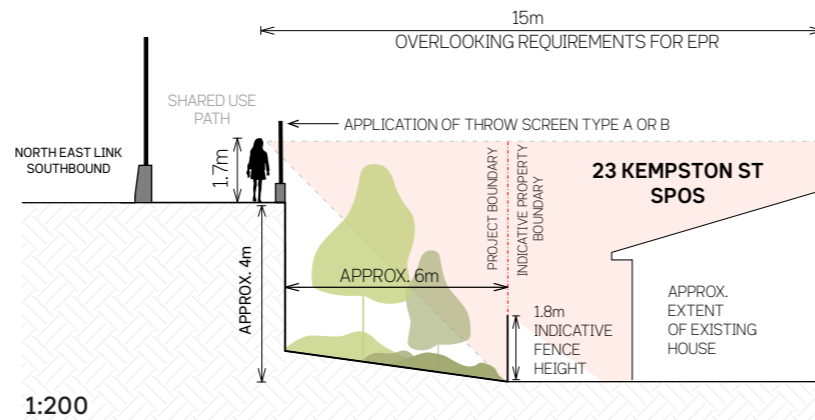 15m
OVERLOOKING REQUIREMENTS FOR EPR
SHARED USE
PATH
APPLICATION OF THROW SCREEN TYPE A OR B
NORTH EAST LINK
SOUTHBOUND
1.7m
PROJECT BOUNDARY
INDICATIVE PROPERTY
BOUNDARY
23 KEMPSTON ST
SPOS
APPROX. 4m
APPROX. 6m
1.8m
INDICATIVE
FENCE
HEIGHT
APPROX.
EXTENT
OF EXISTING
HOUSE
1:200